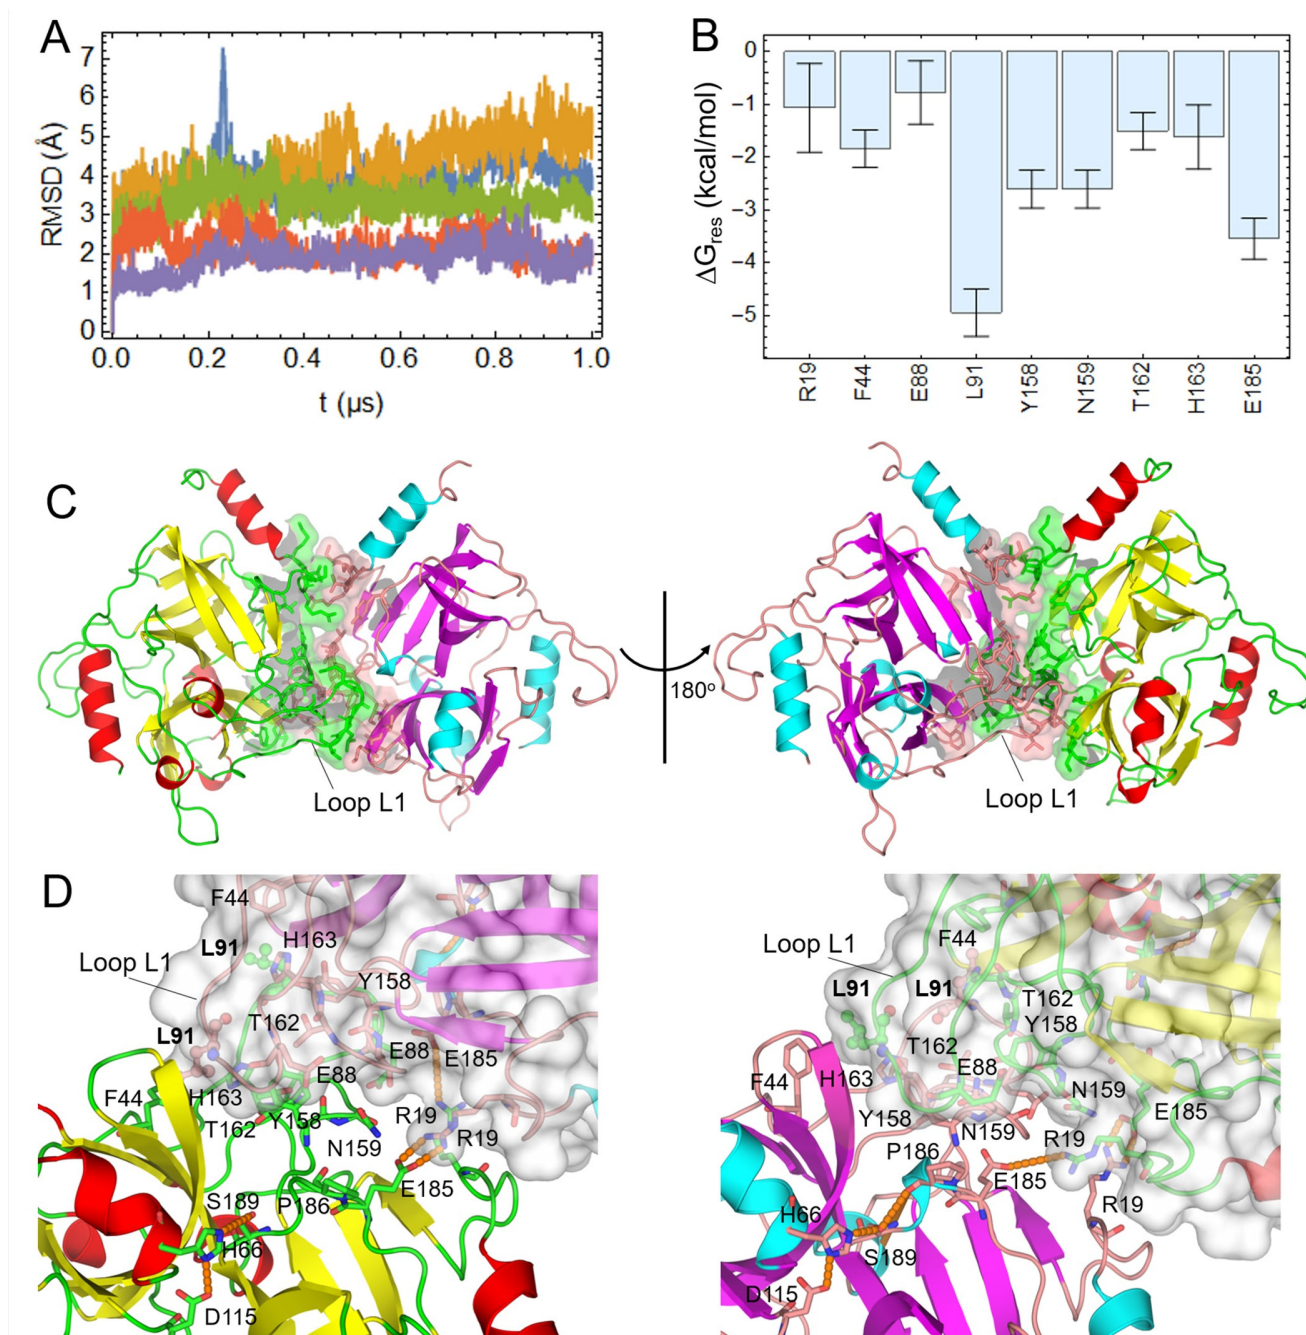 A
RMSD (Å)
7
6
5
4
3
2
1
0
0.0 0.2 0.4 0.6 0.8 1.0
t (µs)
B
ΔGres (kcal/mol)
0
−1
−2
−3
−4
−5
R19 F44 E88 L91 Y158 N159 T162 H163 E185
C
180o
Loop L1
Loop L1
D
F44
L91
H163
Loop L1
Y158
L91
T162
E88
E185
F44
H163
E88
T162
Y158
R19
N159
R19
E185
S189
P186
H66
D115
F44
Loop L1
L91
L91
T162
Y158
T162
F44
H163
E88
N159
Y158
E185
N159
R19
P186
E185
R19
H66
S189
D115